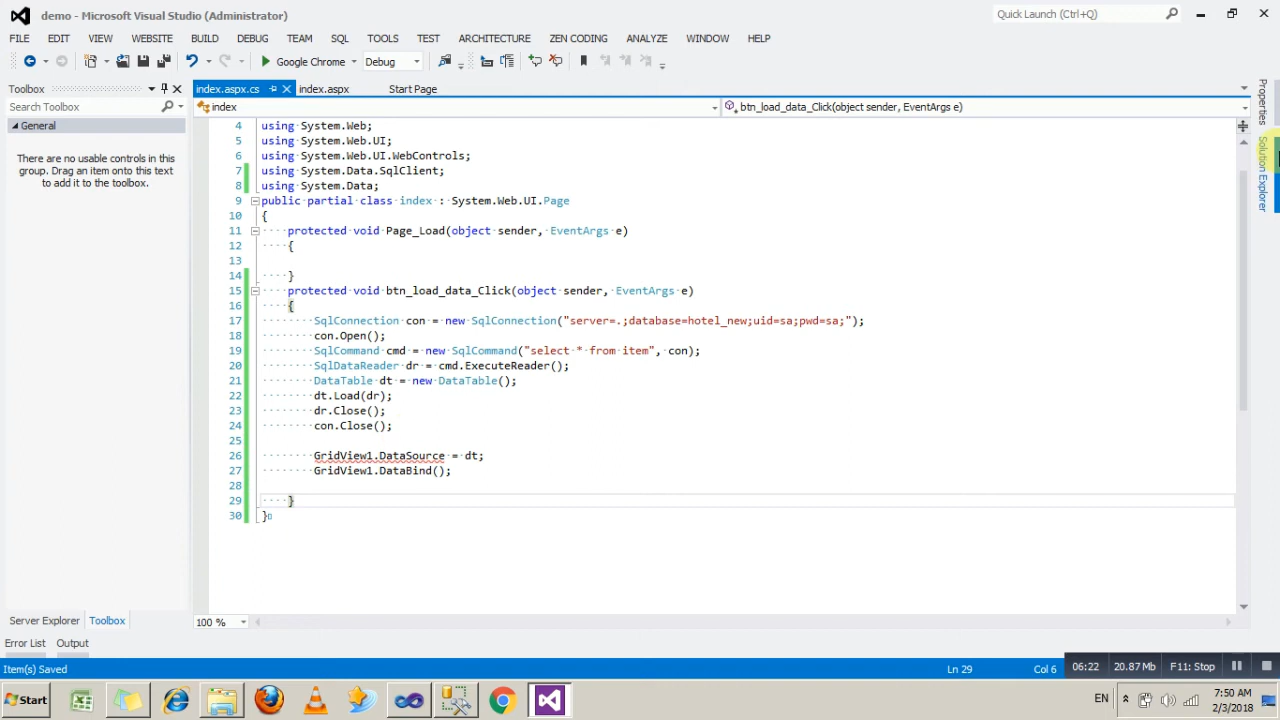 demo - Microsoft Visual Studio (Administrator)
Quick Launch (Ctrl+Q)
FILE EDIT VIEW WEBSITE BUILD DEBUG TEAM SQL TOOLS TEST ARCHITECTURE ZEN CODING ANALYZE WINDOW HELP
Google Chrome Debug
Toolbox
index.aspx.cs index.aspx Start Page
Search Toolbox
index btn_load_data_Click(object sender, EventArgs e)
General
There are no usable controls in this
group. Drag an item onto this text
to add it to the toolbox.
4 using System.Web;
5 using System.Web.UI;
6 using System.Web.UI.WebControls;
7 using System.Data.SqlClient;
8 using System.Data;
9 public partial class index : System.Web.UI.Page
10 {
11 protected void Page_Load(object sender, EventArgs e)
12 {
13
14 }
15 protected void btn_load_data_Click(object sender, EventArgs e)
16 {
17 SqlConnection con = new SqlConnection("server=.;database=hotel_new;uid=sa;pwd=sa;");
18 con.Open();
19 SqlCommand cmd = new SqlCommand("select * from item", con);
20 SqlDataReader dr = cmd.ExecuteReader();
21 DataTable dt = new DataTable();
22 dt.Load(dr);
23 dr.Close();
24 con.Close();
25
26 GridView1.DataSource = dt;
27 GridView1.DataBind();
28
29 }
30 }
Properties
Solution Explorer
100 %
Server Explorer Toolbox
Error List Output
Item(s) Saved
Ln 29 Col 6
06:22 20.87Mb F11: Stop
Start
EN
7:50 AM
2/3/2018